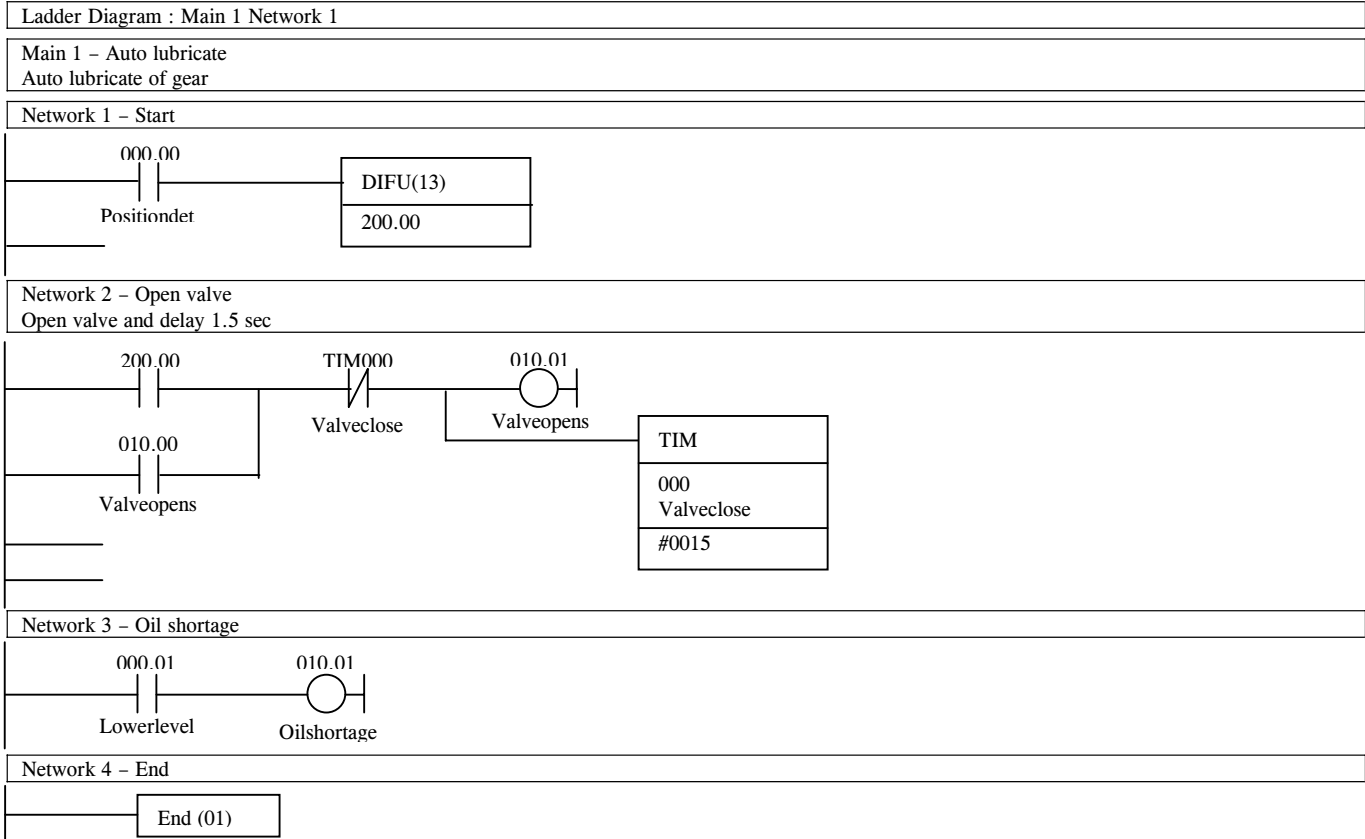 Ladder Diagram : Main 1 Network 1
Main 1 – Auto lubricate
Auto lubricate of gear
Network 1 – Start
000.00
DIFU(13)
Positiondet
200.00
Network 2 – Open valve
Open valve and delay 1.5 sec
200.00 TIM000 010.01
Valveclose Valveopens
010.00 TIM
Valveopens
000
Valveclose
#0015
Network 3 – Oil shortage
000.01 010.01
Lowerlevel Oilshortage
Network 4 – End
End (01)